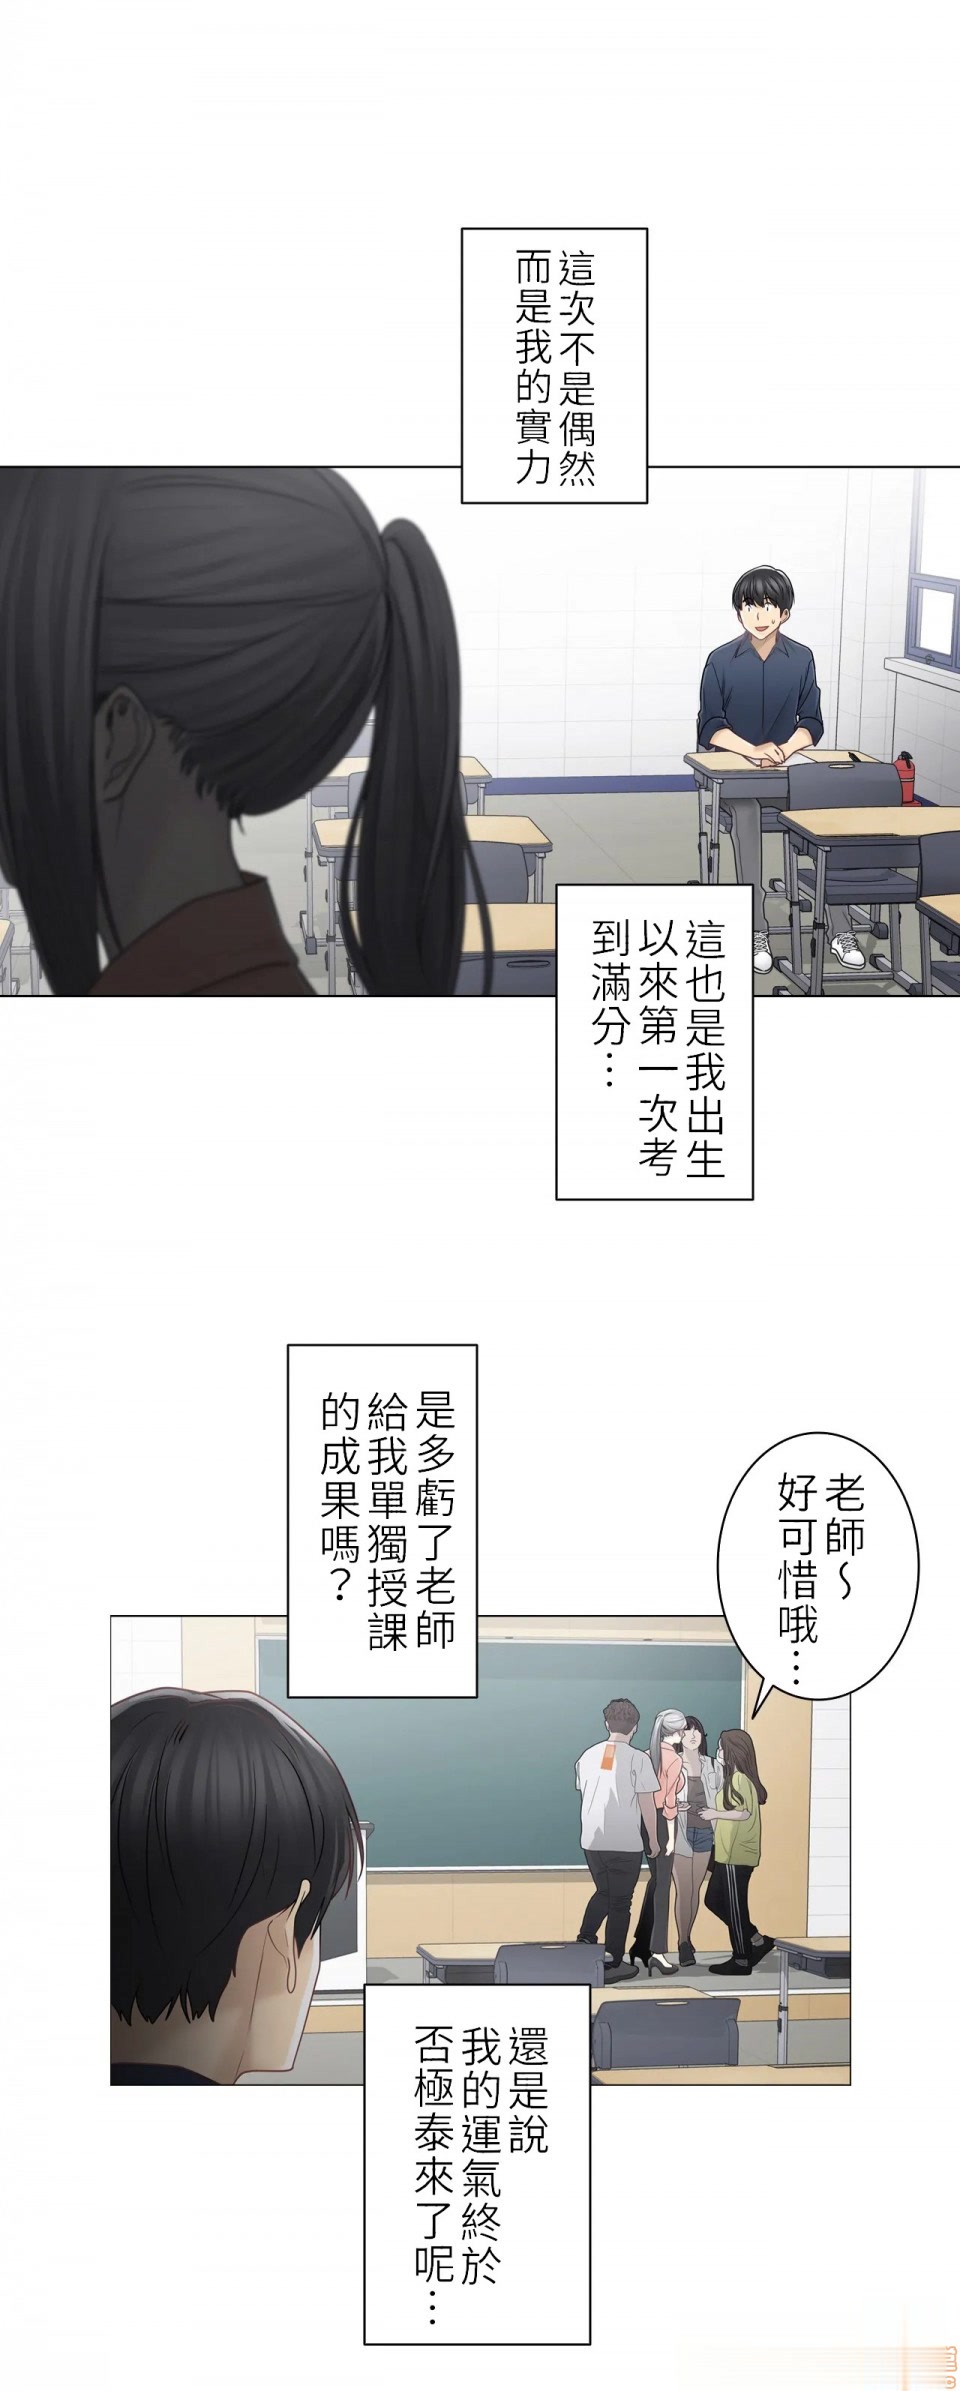 這次不是偶然
而是我的實力
這也是我出生
以來第一次考
到滿分⋯
老師～
好可惜哦⋯
是多虧了老師
給我單獨授課
的成果嗎？
還是說
我的運氣終於
否極泰來了呢⋯